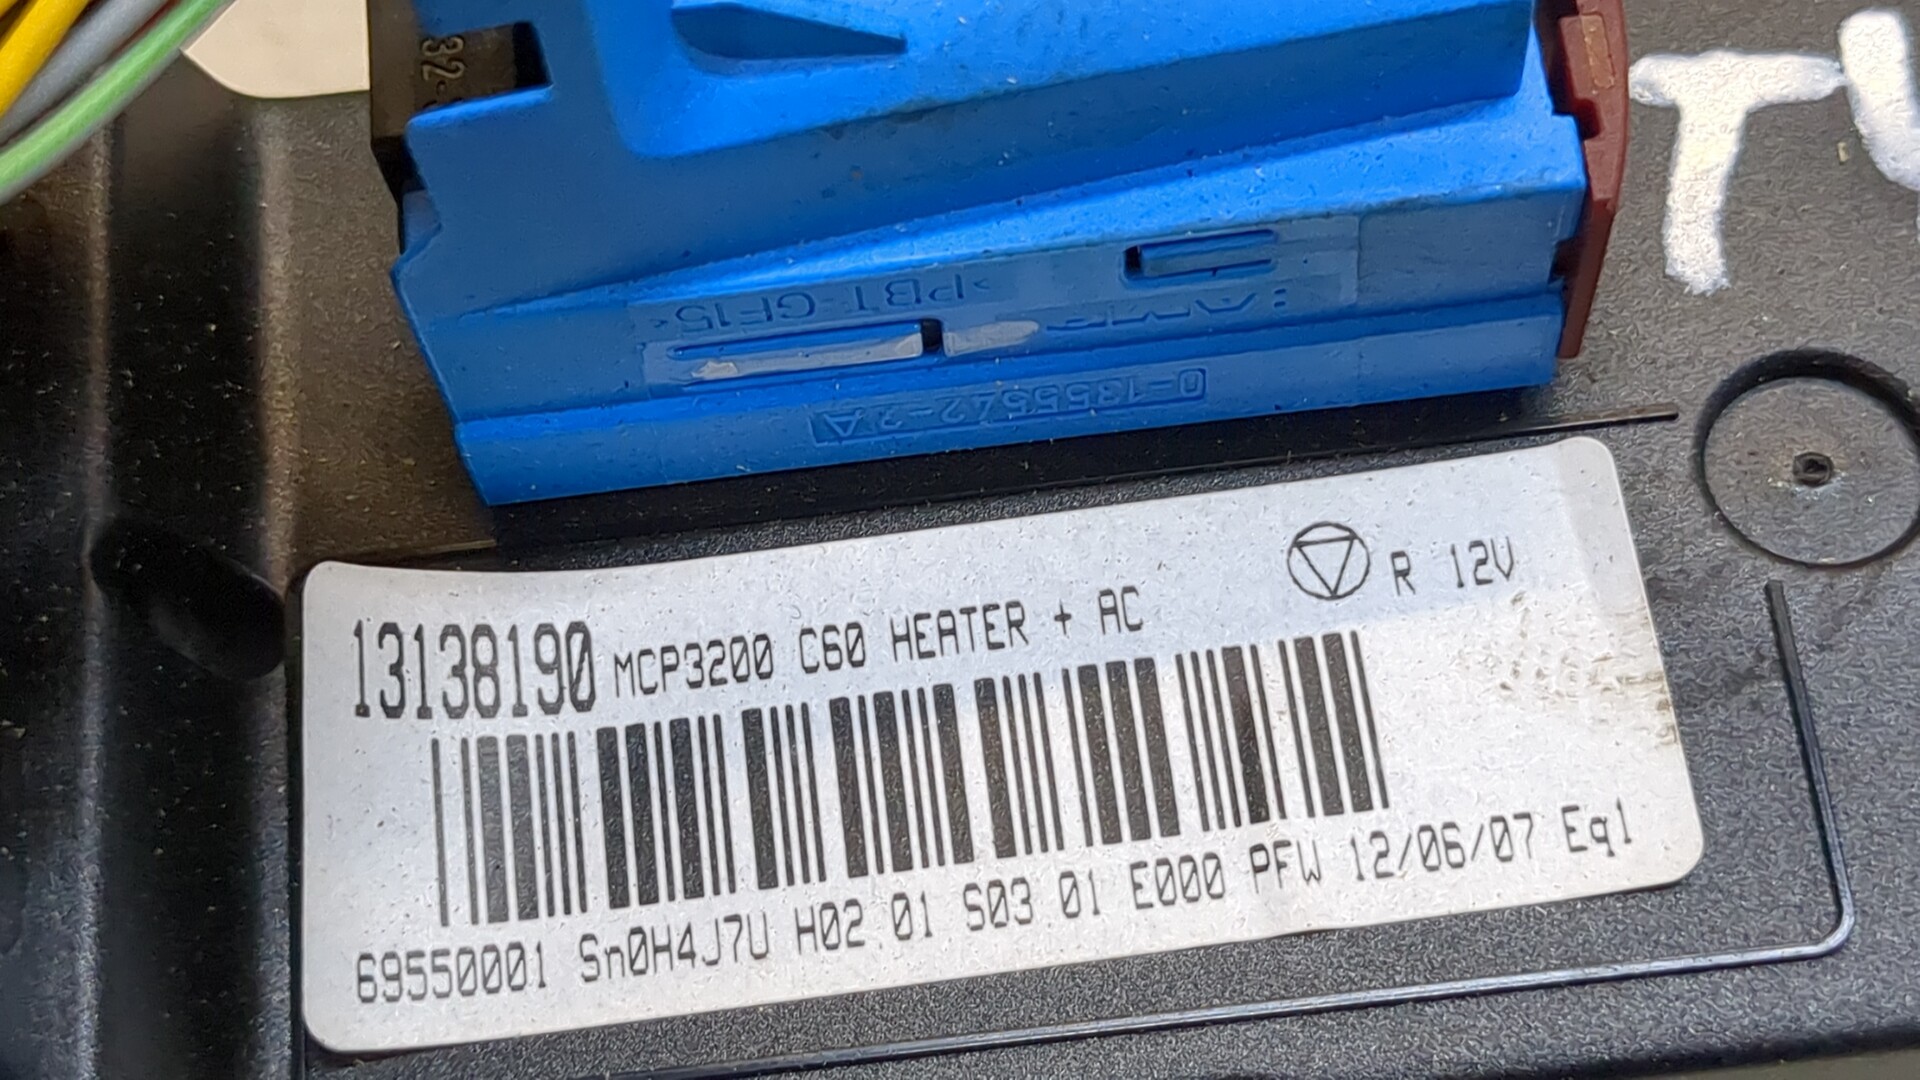 32-
TU
>PBT-GF15<
AMP
0-135542-2A
R 12V
13138190 MCP3200 C60 HEATER + AC
69550001 Sn0H4J7U H02 01 S03 01 E000 PFW 12/06/07 Eq1